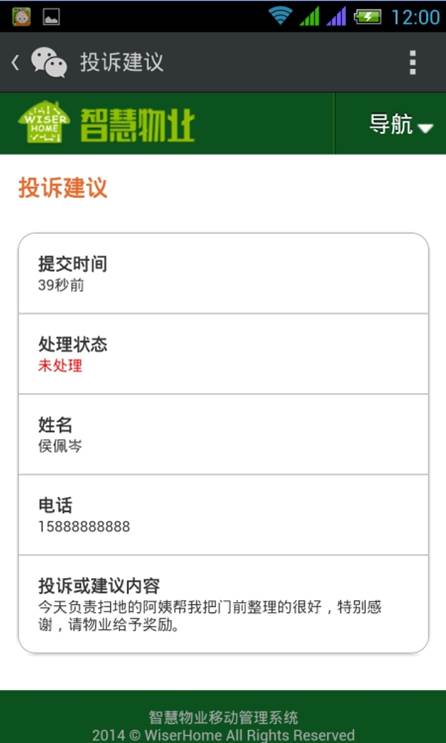 12:00
投诉建议
WISER
HOME
智慧物业
导航
投诉建议
提交时间
39秒前
处理状态
未处理
姓名
侯佩岑
电话
15888888888
投诉或建议内容
今天负责扫地的阿姨帮我把门前整理的很好，特别感
谢，请物业给予奖励。
智慧物业移动管理系统
2014 © WiserHome All Rights Reserved